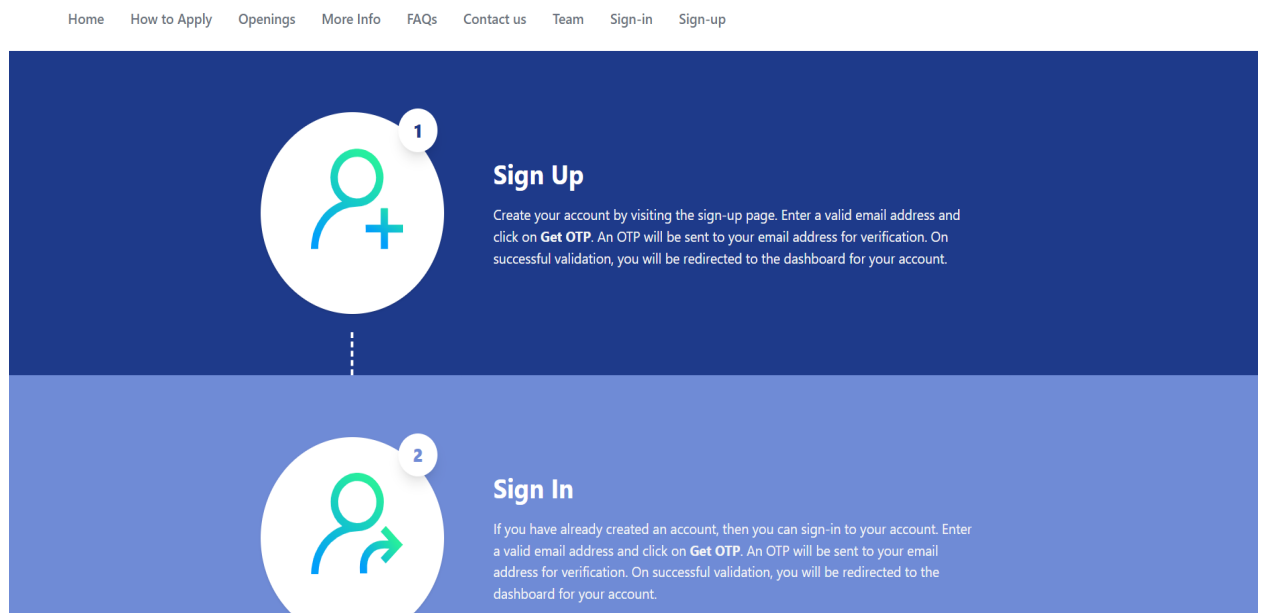 Home How to Apply Openings More Info FAQs Contact us Team Sign-in Sign-up
1
Sign Up
Create your account by visiting the sign-up page. Enter a valid email address and
click on Get OTP. An OTP will be sent to your email address for verification. On
successful validation, you will be redirected to the dashboard for your account.
2
Sign In
If you have already created an account, then you can sign-in to your account. Enter
a valid email address and click on Get OTP. An OTP will be sent to your email
address for verification. On successful validation, you will be redirected to the
dashboard for your account.